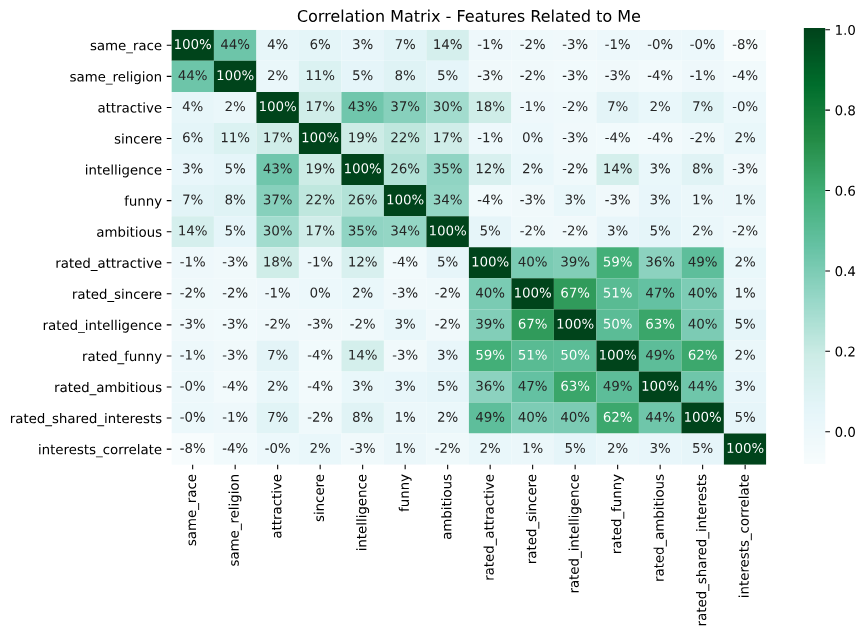 Correlation Matrix - Features Related to Me
same_race 100% 44% 4% 6% 3% 7% 14% -1% -2% -3% -1% -0% -0% -8%
same_religion 44% 100% 2% 11% 5% 8% 5% -3% -2% -3% -3% -4% -1% -4%
attractive 4% 2% 100% 17% 43% 37% 30% 18% -1% -2% 7% 2% 7% -0%
sincere 6% 11% 17% 100% 19% 22% 17% -1% 0% -3% -4% -4% -2% 2%
intelligence 3% 5% 43% 19% 100% 26% 35% 12% 2% -2% 14% 3% 8% -3%
funny 7% 8% 37% 22% 26% 100% 34% -4% -3% 3% -3% 3% 1% 1%
ambitious 14% 5% 30% 17% 35% 34% 100% 5% -2% -2% 3% 5% 2% -2%
rated_attractive -1% -3% 18% -1% 12% -4% 5% 100% 40% 39% 59% 36% 49% 2%
rated_sincere -2% -2% -1% 0% 2% -3% -2% 40% 100% 67% 51% 47% 40% 1%
rated_intelligence -3% -3% -2% -3% -2% 3% -2% 39% 67% 100% 50% 63% 40% 5%
rated_funny -1% -3% 7% -4% 14% -3% 3% 59% 51% 50% 100% 49% 62% 2%
rated_ambitious -0% -4% 2% -4% 3% 3% 5% 36% 47% 63% 49% 100% 44% 3%
rated_shared_interests -0% -1% 7% -2% 8% 1% 2% 49% 40% 40% 62% 44% 100% 5%
interests_correlate -8% -4% -0% 2% -3% 1% -2% 2% 1% 5% 2% 3% 5% 100%
same_race
same_religion
attractive
sincere
intelligence
funny
ambitious
rated_attractive
rated_sincere
rated_intelligence
rated_funny
rated_ambitious
rated_shared_interests
interests_correlate
1.0
0.8
0.6
0.4
0.2
0.0